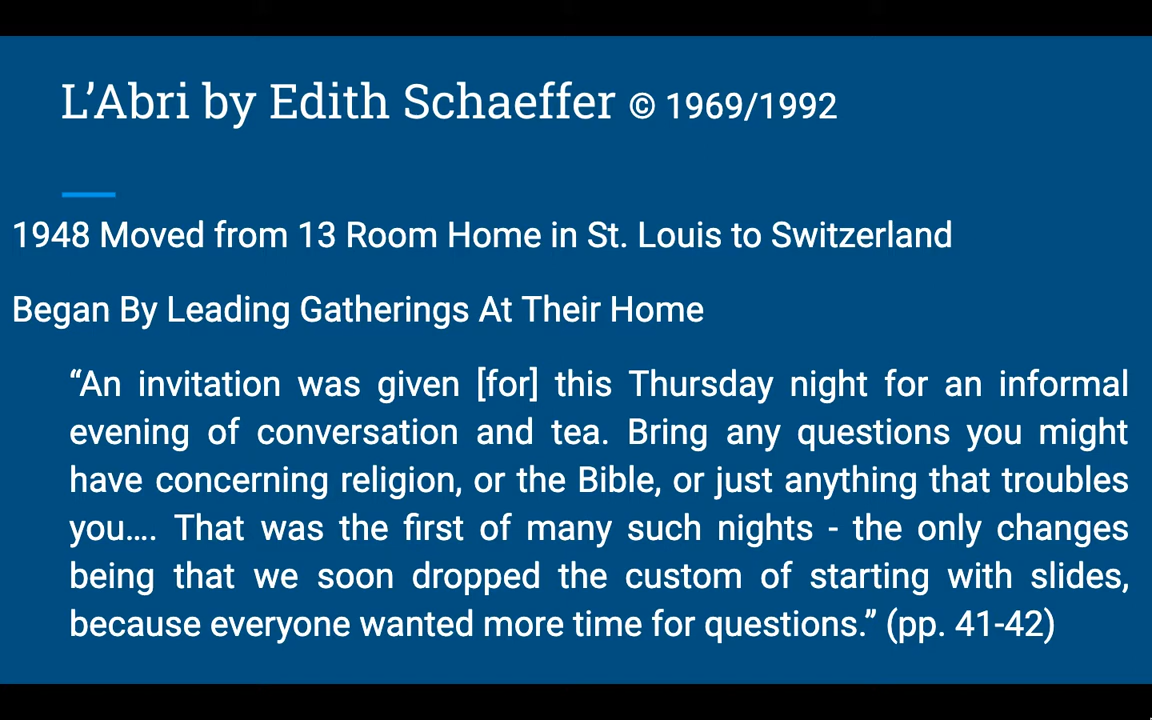 L’Abri by Edith Schaeffer © 1969/1992
1948 Moved from 13 Room Home in St. Louis to Switzerland
Began By Leading Gatherings At Their Home
“An invitation was given [for] this Thursday night for an informal
evening of conversation and tea. Bring any questions you might
have concerning religion, or the Bible, or just anything that troubles
you.... That was the first of many such nights - the only changes
being that we soon dropped the custom of starting with slides,
because everyone wanted more time for questions.” (pp. 41-42)